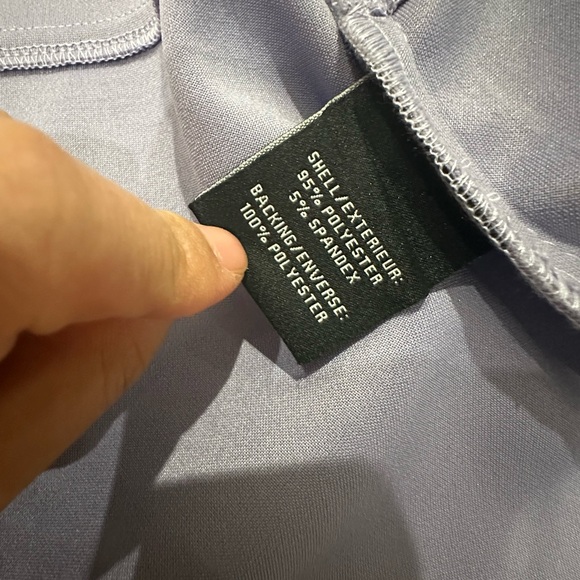 SHELL/EXTERIEUR:
95% POLYESTER
5% SPANDEX
BACKING/ENVERSE:
100% POLYESTER